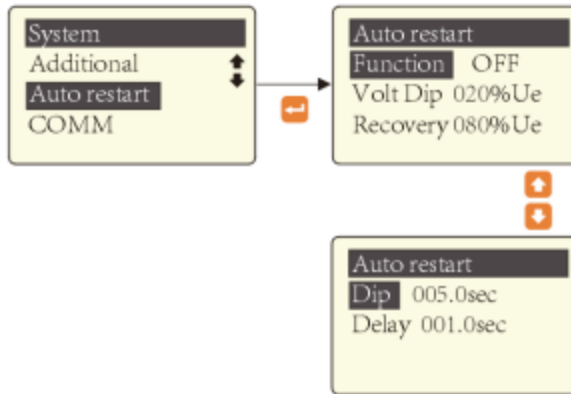 System
Additional
Auto restart
COMM
Auto restart
Function OFF
Volt Dip 020%Ue
Recovery 080%Ue
Auto restart
Dip 005.0sec
Delay 001.0sec